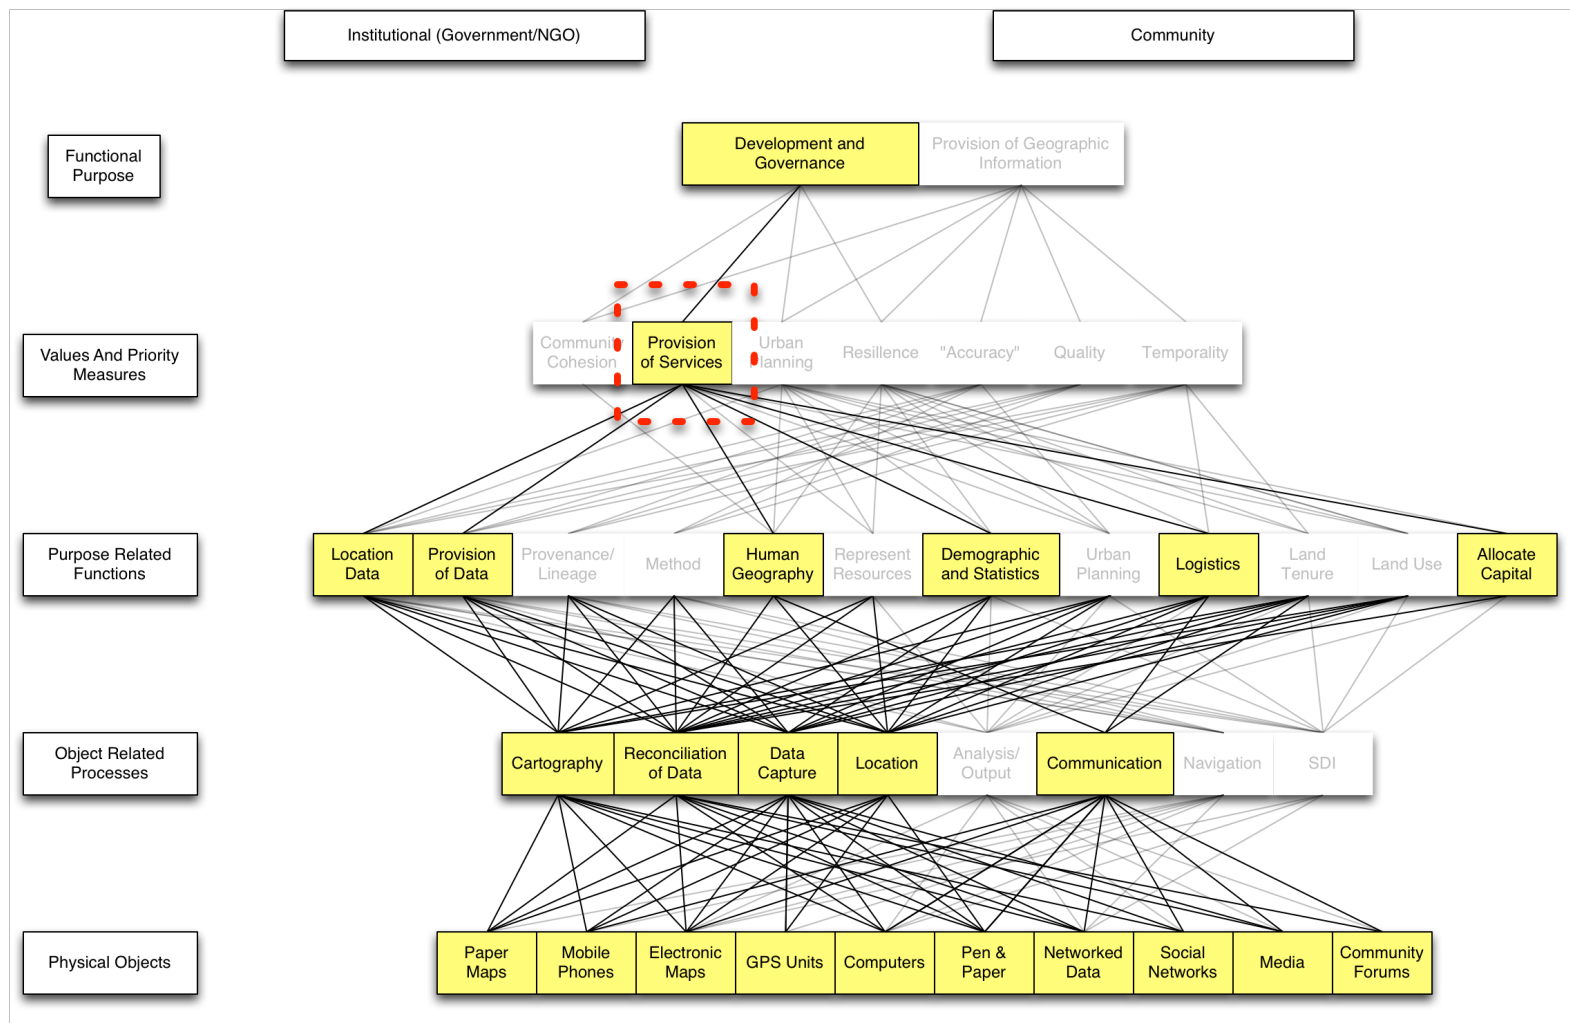 Institutional (Government/NGO)
Community
Functional
Purpose
Development and
Governance
Provision of Geographic
Information
Values And Priority
Measures
Community
Cohesion
Provision
of Services
Urban
Planning
Resillence
"Accuracy"
Quality
Temporality
Purpose Related
Functions
Location
Data
Provision
of Data
Provenance/
Lineage
Method
Human
Geography
Represent
Resources
Demographic
and Statistics
Urban
Planning
Logistics
Land
Tenure
Land Use
Allocate
Capital
Object Related
Processes
Cartography
Reconciliation
of Data
Data
Capture
Location
Analysis/
Output
Communication
Navigation
SDI
Physical Objects
Paper
Maps
Mobile
Phones
Electronic
Maps
GPS Units
Computers
Pen &
Paper
Networked
Data
Social
Networks
Media
Community
Forums